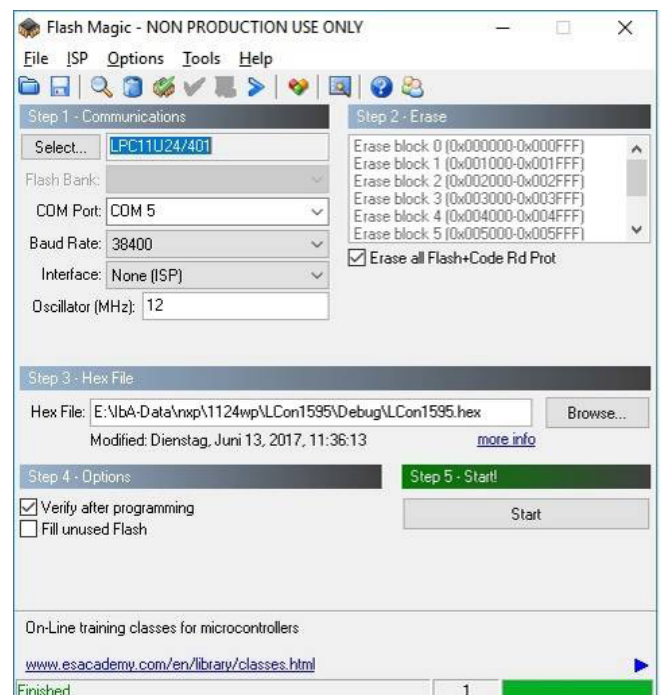 Flash Magic - NON PRODUCTION USE ONLY
File ISP Options Tools Help
Step 1 - Communications
Select... LPC11U24/401
Flash Bank:
COM Port: COM 5
Baud Rate: 38400
Interface: None (ISP)
Oscillator (MHz): 12
Step 2 - Erase
Erase block 0 (0x000000-0x000FFF)
Erase block 1 (0x001000-0x001FFF)
Erase block 2 (0x002000-0x002FFF)
Erase block 3 (0x003000-0x003FFF)
Erase block 4 (0x004000-0x004FFF)
Erase block 5 (0x005000-0x005FFF)
Erase all Flash+Code Rd Prot
Step 3 - Hex File
Hex File: E:\IbA-Data\nxp\1124wp\LCon1595\Debug\LCon1595.hex Browse...
Modified: Dienstag, Juni 13, 2017, 11:36:13 more info
Step 4 - Options
Verify after programming
Fill unused Flash
Step 5 - Start!
Start
On-Line training classes for microcontrollers
www.esacademy.com/en/library/classes.html
Finished 1